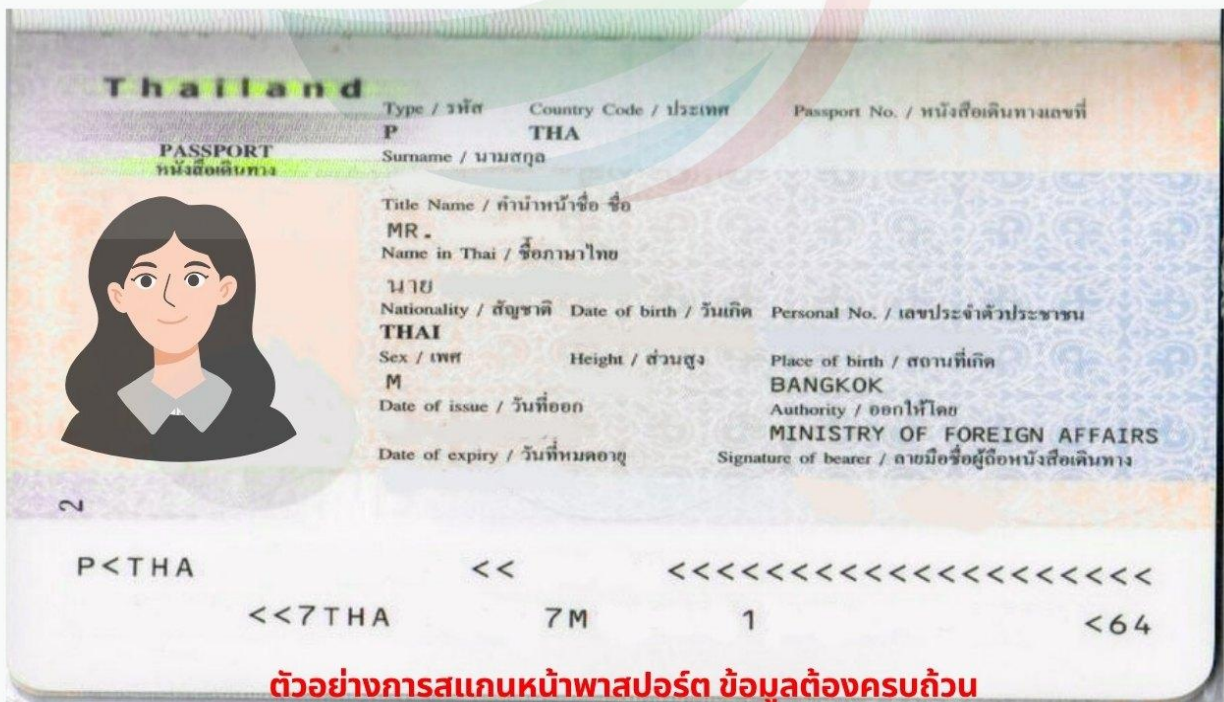 Thailand
PASSPORT
หนังสือเดินทาง
Type / รหัส Country Code / ประเทศ Passport No. / หนังสือเดินทางเลขที่
P THA
Surname / นามสกุล
Title Name / คำนำหน้าชื่อ ชื่อ
MR.
Name in Thai / ชื่อภาษาไทย
นาย
Nationality / สัญชาติ Date of birth / วันเกิด Personal No. / เลขประจำตัวประชาชน
THAI
Sex / เพศ Height / ส่วนสูง Place of birth / สถานที่เกิด
M BANGKOK
Date of issue / วันที่ออก Authority / ออกให้โดย
MINISTRY OF FOREIGN AFFAIRS
Date of expiry / วันที่หมดอายุ Signature of bearer / ลายมือชื่อผู้ถือหนังสือเดินทาง
2
P<THA << <<<<<<<<<<<<<<<<<<<<<
<<7THA 7M 1 <64
ตัวอย่างการสแกนหน้าพาสปอร์ต ข้อมูลต้องครบถ้วน